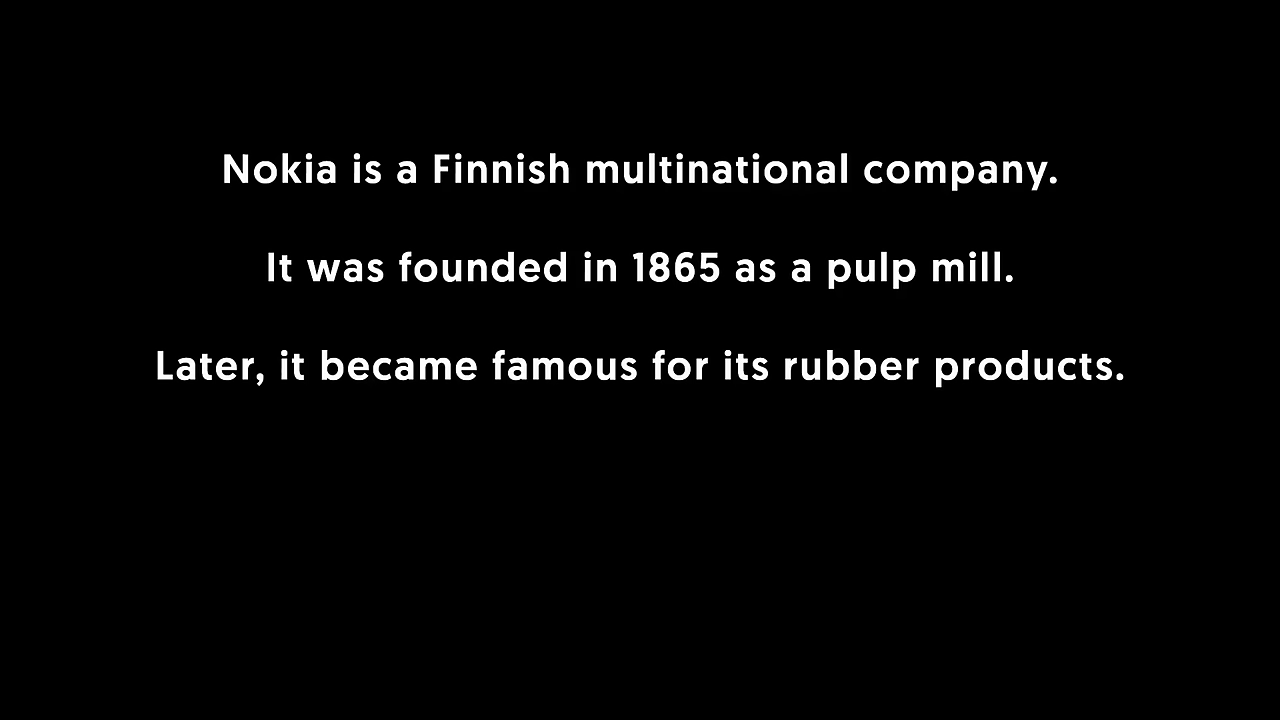 Nokia is a Finnish multinational company.
It was founded in 1865 as a pulp mill.
Later, it became famous for its rubber products.